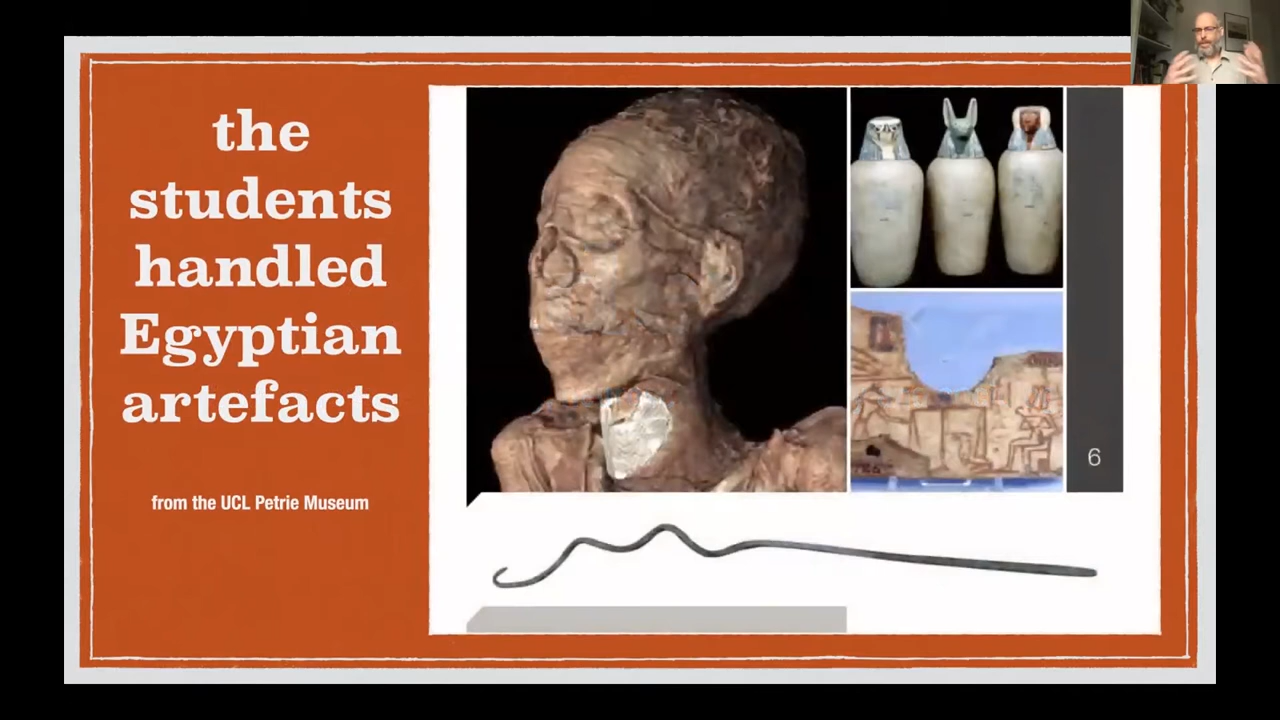 the
students
handled
Egyptian
artefacts
from the UCL Petrie Museum
6